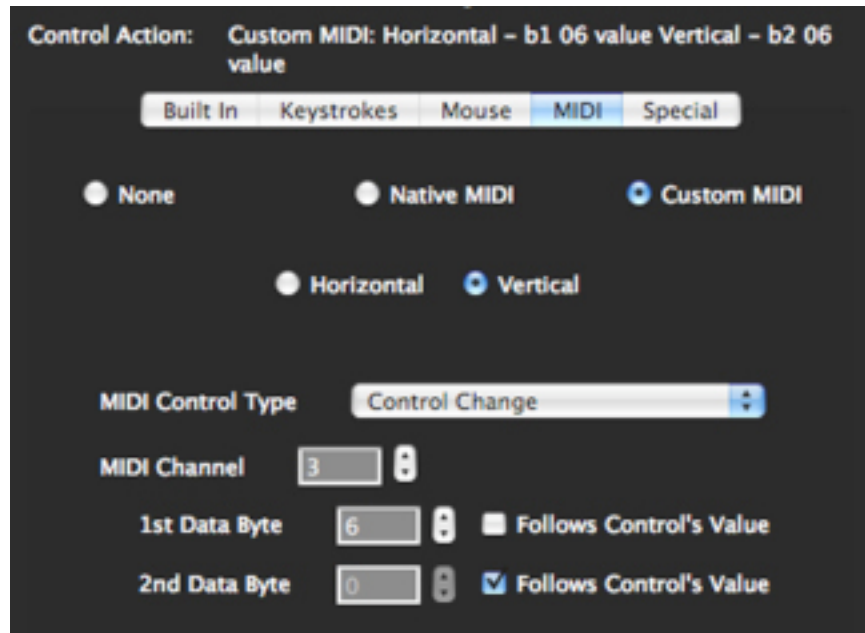 Control Action: Custom MIDI: Horizontal – b1 06 value Vertical – b2 06
value
Built In Keystrokes Mouse MIDI Special
None Native MIDI Custom MIDI
Horizontal Vertical
MIDI Control Type Control Change
MIDI Channel 3
1st Data Byte 6 Follows Control's Value
2nd Data Byte 0 Follows Control's Value